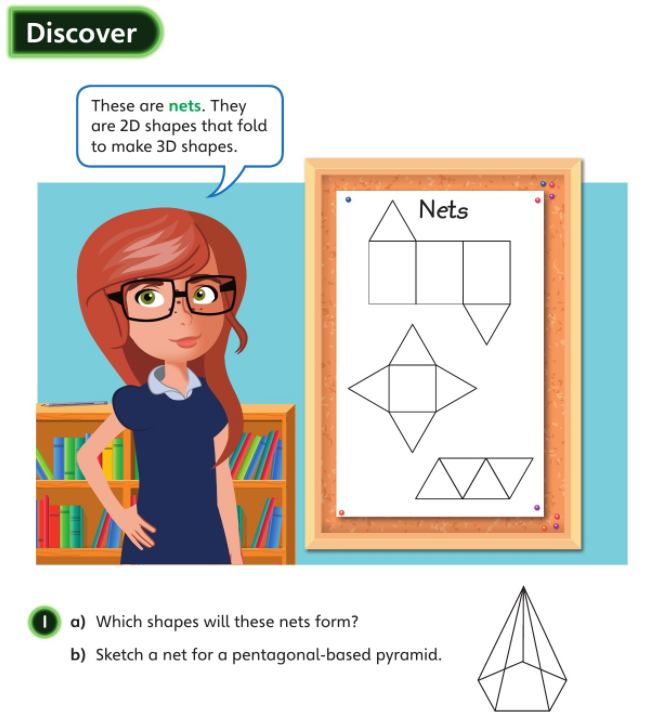 Discover
These are nets. They
are 2D shapes that fold
to make 3D shapes.
Nets
1 a) Which shapes will these nets form?
b) Sketch a net for a pentagonal-based pyramid.